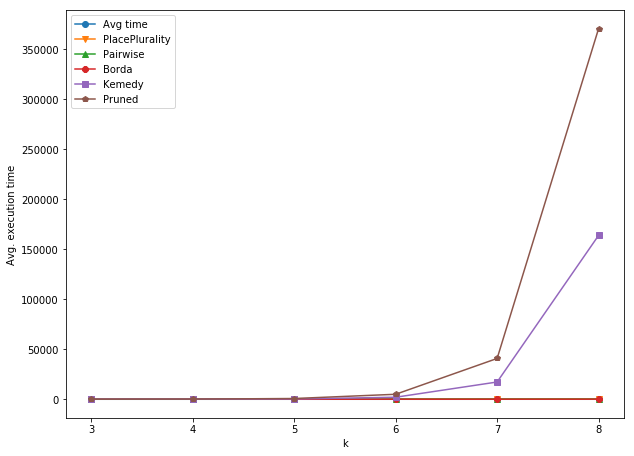 Avg time
PlacePlurality
Pairwise
Borda
Kemedy
Pruned
350000
300000
250000
200000
150000
100000
50000
0
Avg. execution time
3 4 5 6 7 8
k